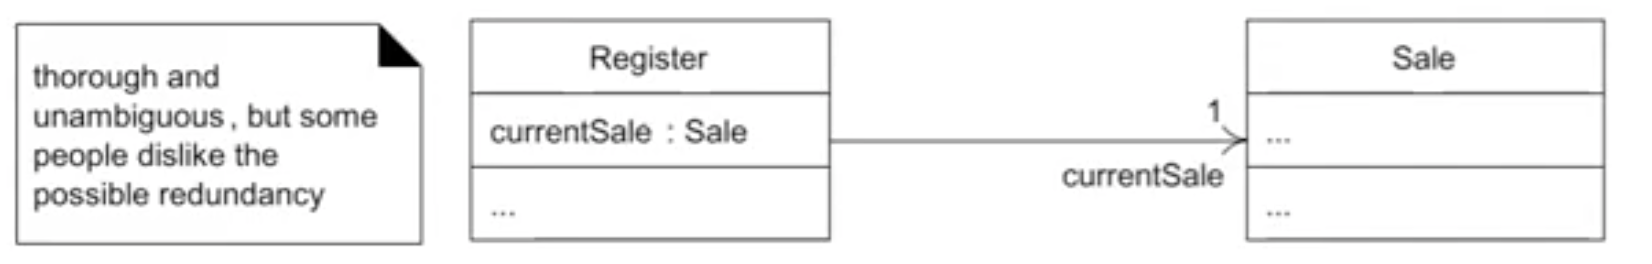 thorough and
unambiguous, but some
people dislike the
possible redundancy
Register
currentSale : Sale
...
1
currentSale
Sale
...
...